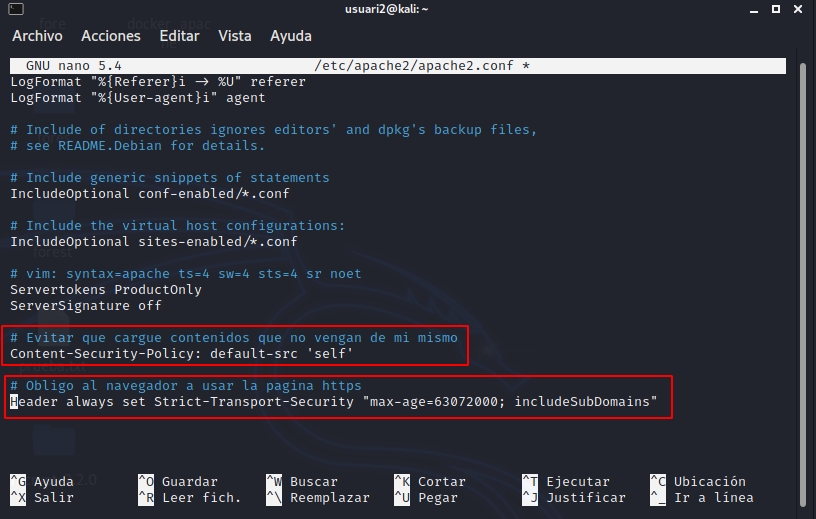 fore
docker_apac
usuari2@kali: ~
Archivo Acciones Editar Vista Ayuda
GNU nano 5.4 /etc/apache2/apache2.conf *
LogFormat "%{Referer}i -> %U" referer
LogFormat "%{User-agent}i" agent
# Include of directories ignores editors' and dpkg's backup files,
# see README.Debian for details.
# Include generic snippets of statements
IncludeOptional conf-enabled/*.conf
# Include the virtual host configurations:
IncludeOptional sites-enabled/*.conf
# vim: syntax=apache ts=4 sw=4 sts=4 sr noet
Servertokens ProductOnly
ServerSignature off
# Evitar que cargue contenidos que no vengan de mi mismo
Content-Security-Policy: default-src 'self'
prueba.txt
# Obligo al navegador a usar la pagina https
Header always set Strict-Transport-Security "max-age=63072000; includeSubDomains"
^G Ayuda ^O Guardar ^W Buscar ^K Cortar ^T Ejecutar ^C Ubicación
^X Salir ^R Leer fich. ^\ Reemplazar ^U Pegar ^J Justificar ^_ Ir a línea